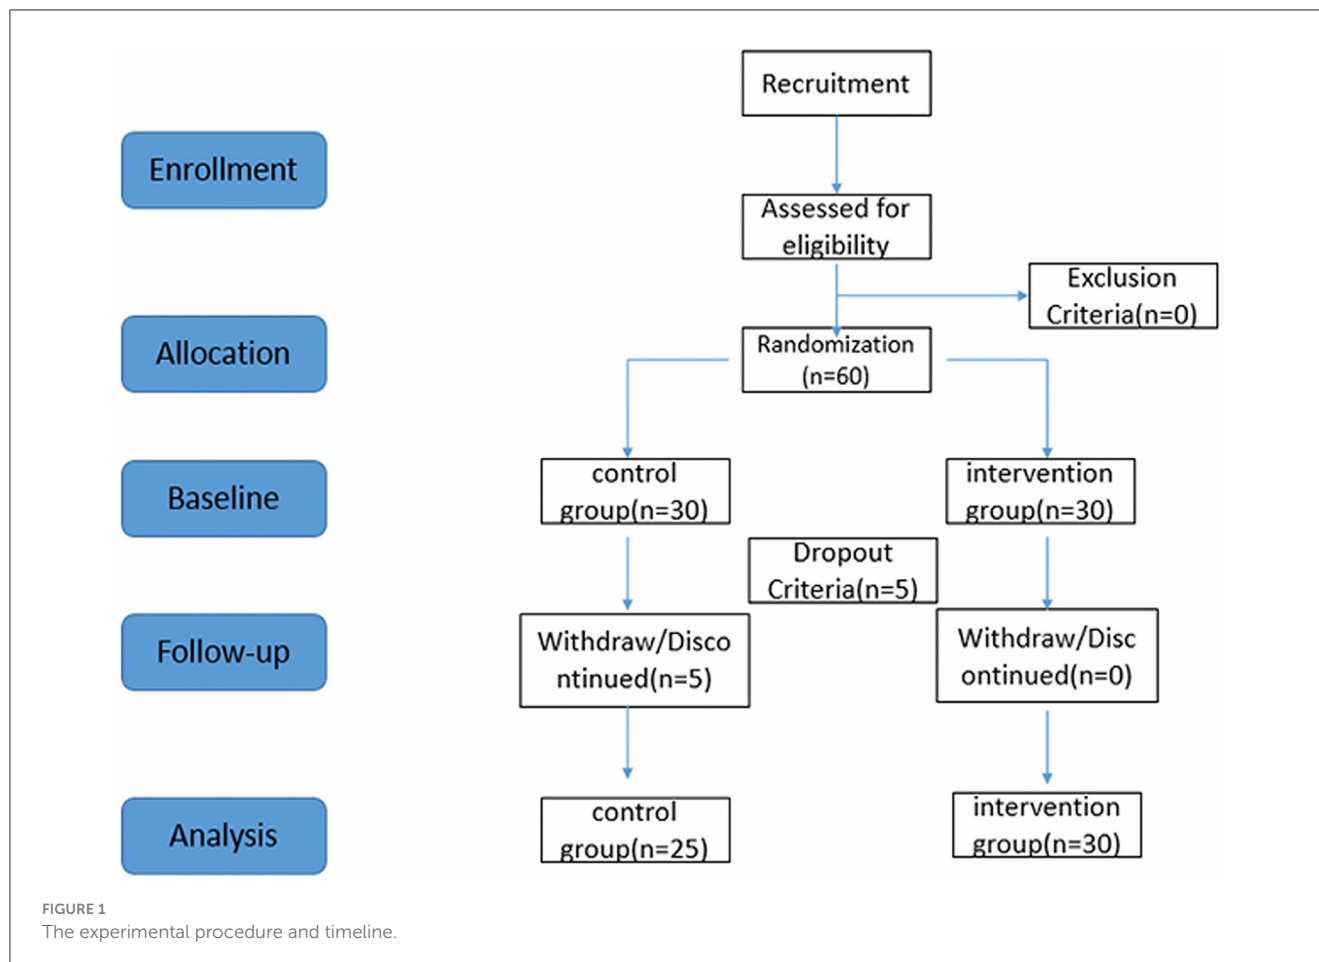 Recruitment
Enrollment
Assessed for
eligibility
Exclusion
Criteria(n=0)
Allocation
Randomization
(n=60)
Baseline
control
group(n=30)
intervention
group(n=30)
Dropout
Criteria(n=5)
Follow-up
Withdraw/Disco
ntinued(n=5)
Withdraw/Disc
ontinued(n=0)
Analysis
control
group(n=25)
intervention
group(n=30)
FIGURE 1
The experimental procedure and timeline.